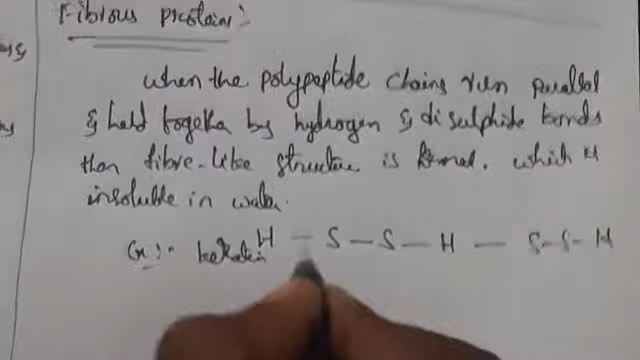 Fibrous protein:
when the polypeptide chains run parallel
& held together by hydrogen & disulphide bonds
then fibre-like structure is formed. which is
insoluble in water.
Ex:- keratin H — S — S — H — S-S- H